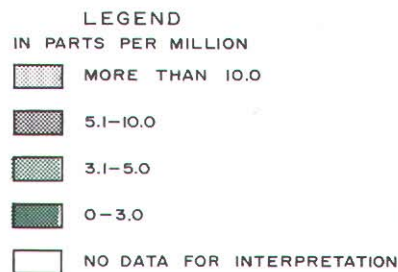 LEGEND
IN PARTS PER MILLION
MORE THAN 10.0
5.1-10.0
3.1-5.0
0-3.0
NO DATA FOR INTERPRETATION